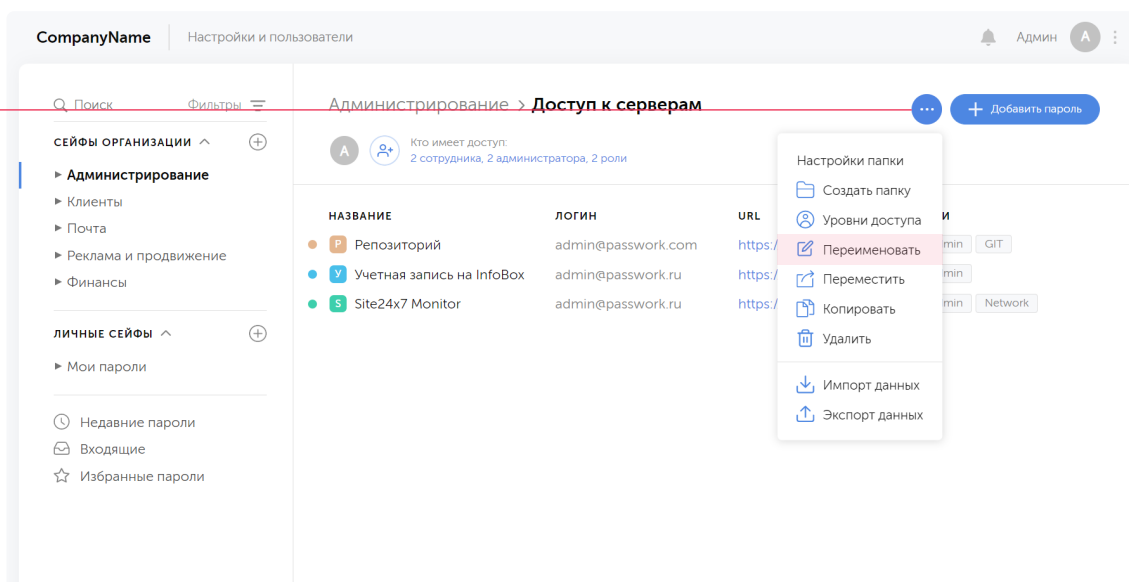 CompanyName
Настройки и пользователи
Админ
A
Поиск
Фильтры
СЕЙФЫ ОРГАНИЗАЦИИ
Администрирование
Клиенты
Почта
Реклама и продвижение
Финансы
ЛИЧНЫЕ СЕЙФЫ
Мои пароли
Недавние пароли
Входящие
Избранные пароли
Администрирование > Доступ к серверам
Добавить пароль
A
Кто имеет доступ:
2 сотрудника, 2 администратора, 2 роли
НАЗВАНИЕ ЛОГИН URL И
Р Репозиторий admin@passwork.com https:/ min GIT
У Учетная запись на InfoBox admin@passwork.ru https:/ min
S Site24x7 Monitor admin@passwork.ru https:/ min Network
Настройки папки
Создать папку
Уровни доступа
Переименовать
Переместить
Копировать
Удалить
Импорт данных
Экспорт данных